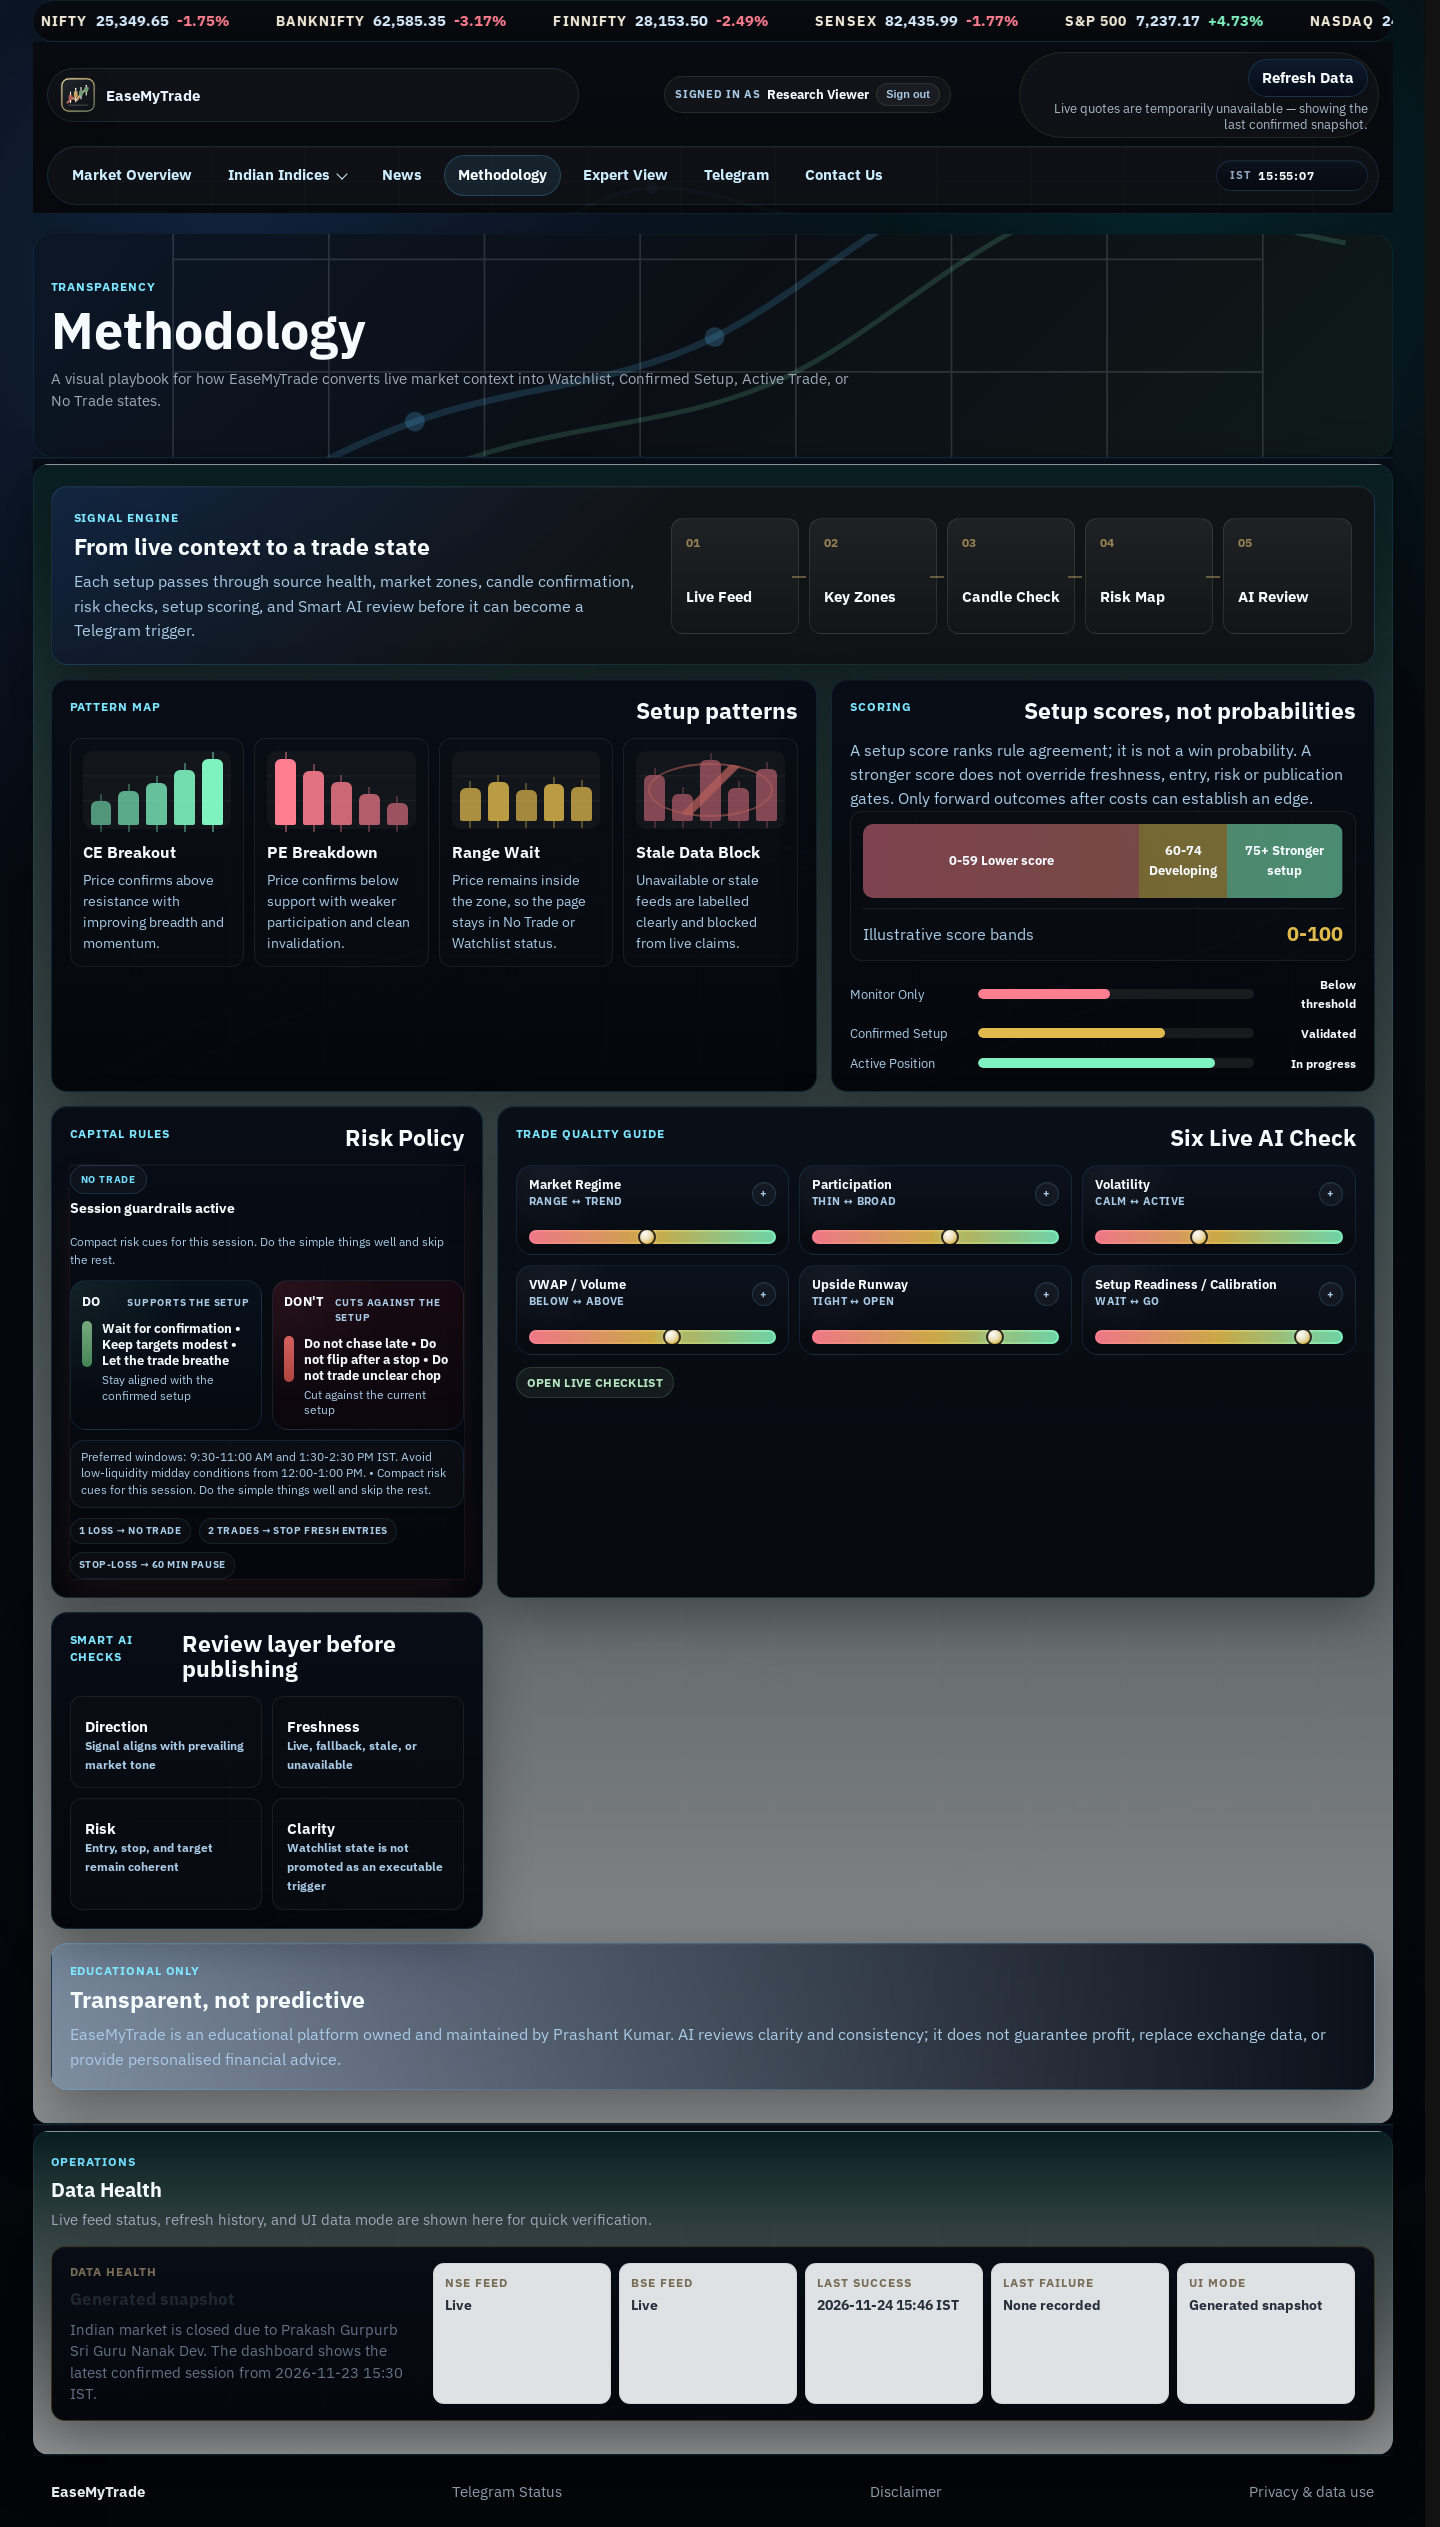 NIFTY 25,349.65 -1.75% BANKNIFTY 62,585.35 -3.17% FINNIFTY 28,153.50 -2.49% SENSEX 82,435.99 -1.77% S&P 500 7,237.17 +4.73% NASDAQ
EaseMyTrade
SIGNED IN AS Research Viewer Sign out
Refresh Data
Live quotes are temporarily unavailable — showing the
last confirmed snapshot.
Market Overview Indian Indices News Methodology Expert View Telegram Contact Us
IST 15:55:07
TRANSPARENCY
Methodology
A visual playbook for how EaseMyTrade converts live market context into Watchlist, Confirmed Setup, Active Trade, or
No Trade states.
SIGNAL ENGINE
From live context to a trade state
Each setup passes through source health, market zones, candle confirmation,
risk checks, setup scoring, and Smart AI review before it can become a
Telegram trigger.
01
Live Feed
02
Key Zones
03
Candle Check
04
Risk Map
05
AI Review
PATTERN MAP
Setup patterns
CE Breakout
Price confirms above
resistance with
improving breadth and
momentum.
PE Breakdown
Price confirms below
support with weaker
participation and clean
invalidation.
Range Wait
Price remains inside
the zone, so the page
stays in No Trade or
Watchlist status.
Stale Data Block
Unavailable or stale
feeds are labelled
clearly and blocked
from live claims.
SCORING
Setup scores, not probabilities
A setup score ranks rule agreement; it is not a win probability. A
stronger score does not override freshness, entry, risk or publication
gates. Only forward outcomes after costs can establish an edge.
0-59 Lower score
60-74
Developing
75+ Stronger
setup
Illustrative score bands 0-100
Monitor Only
Below
threshold
Confirmed Setup Validated
Active Position In progress
CAPITAL RULES
Risk Policy
NO TRADE
Session guardrails active
Compact risk cues for this session. Do the simple things well and skip
the rest.
DO SUPPORTS THE SETUP
Wait for confirmation •
Keep targets modest •
Let the trade breathe
Stay aligned with the
confirmed setup
DON'T CUTS AGAINST THE
SETUP
Do not chase late • Do
not flip after a stop • Do
not trade unclear chop
Cut against the current
setup
Preferred windows: 9:30-11:00 AM and 1:30-2:30 PM IST. Avoid
low-liquidity midday conditions from 12:00-1:00 PM. • Compact risk
cues for this session. Do the simple things well and skip the rest.
1 LOSS → NO TRADE 2 TRADES → STOP FRESH ENTRIES
STOP-LOSS → 60 MIN PAUSE
TRADE QUALITY GUIDE
Six Live AI Check
Market Regime
RANGE ↔ TREND
+
Participation
THIN ↔ BROAD
+
Volatility
CALM ↔ ACTIVE
+
VWAP / Volume
BELOW ↔ ABOVE
+
Upside Runway
TIGHT ↔ OPEN
+
Setup Readiness / Calibration
WAIT ↔ GO
+
OPEN LIVE CHECKLIST
SMART AI
CHECKS
Review layer before
publishing
Direction
Signal aligns with prevailing
market tone
Freshness
Live, fallback, stale, or
unavailable
Risk
Entry, stop, and target
remain coherent
Clarity
Watchlist state is not
promoted as an executable
trigger
EDUCATIONAL ONLY
Transparent, not predictive
EaseMyTrade is an educational platform owned and maintained by Prashant Kumar. AI reviews clarity and consistency; it does not guarantee profit, replace exchange data, or
provide personalised financial advice.
OPERATIONS
Data Health
Live feed status, refresh history, and UI data mode are shown here for quick verification.
DATA HEALTH
Generated snapshot
Indian market is closed due to Prakash Gurpurb
Sri Guru Nanak Dev. The dashboard shows the
latest confirmed session from 2026-11-23 15:30
IST.
NSE FEED
Live
BSE FEED
Live
LAST SUCCESS
2026-11-24 15:46 IST
LAST FAILURE
None recorded
UI MODE
Generated snapshot
EaseMyTrade Telegram Status Disclaimer Privacy & data use